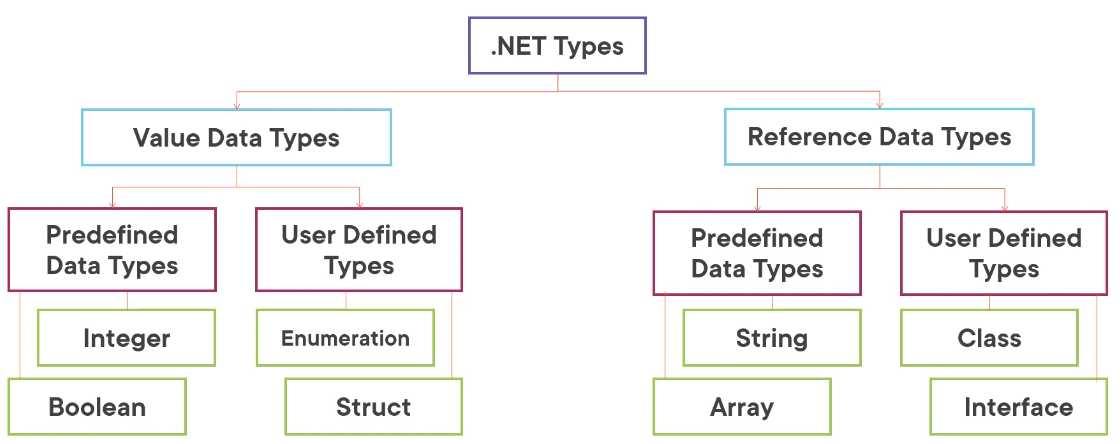 .NET Types
Value Data Types
Reference Data Types
Predefined
Data Types
User Defined
Types
Predefined
Data Types
User Defined
Types
Integer
Enumeration
String
Class
Boolean
Struct
Array
Interface